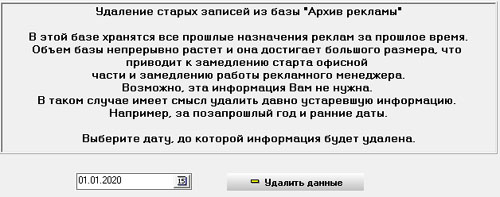 Удаление старых записей из базы "Архив рекламы"
В этой базе хранятся все прошлые назначения реклам за прошлое время.
Объем базы непрерывно растет и она достигает большого размера, что
приводит к замедлению старта офисной
части и замедлению работы рекламного менеджера.
Возможно, эта информация Вам не нужна.
В таком случае имеет смысл удалить давно устаревшую информацию.
Например, за позапрошлый год и ранние даты.
Выберите дату, до которой информация будет удалена.
01.01.2020
Удалить данные